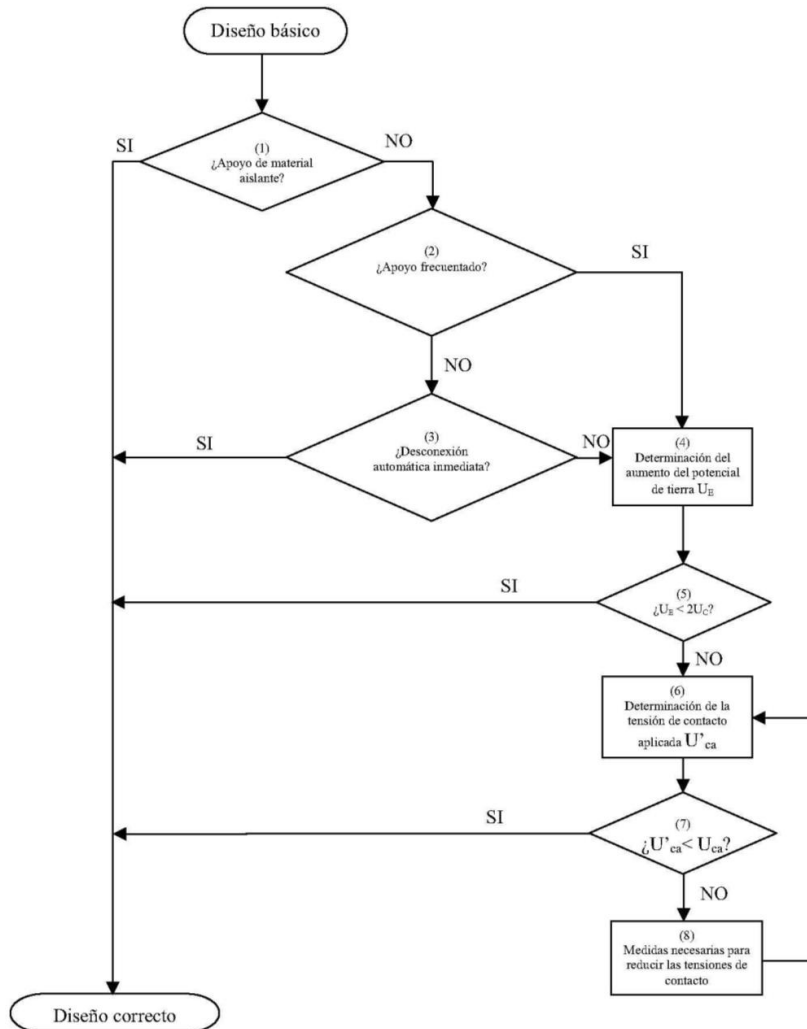 Diseño básico
SI
(1)
¿Apoyo de material
aislante?
NO
(2)
¿Apoyo frecuentado?
SI
NO
SI
(3)
¿Desconexión
automática inmediata?
NO
(4)
Determinación del
aumento del potencial
de tierra UE
SI
(5)
¿UE < 2UC?
NO
(6)
Determinación de la
tensión de contacto
aplicada U’ca
SI
(7)
¿U’ca< Uca?
NO
(8)
Medidas necesarias para
reducir las tensiones de
contacto
Diseño correcto